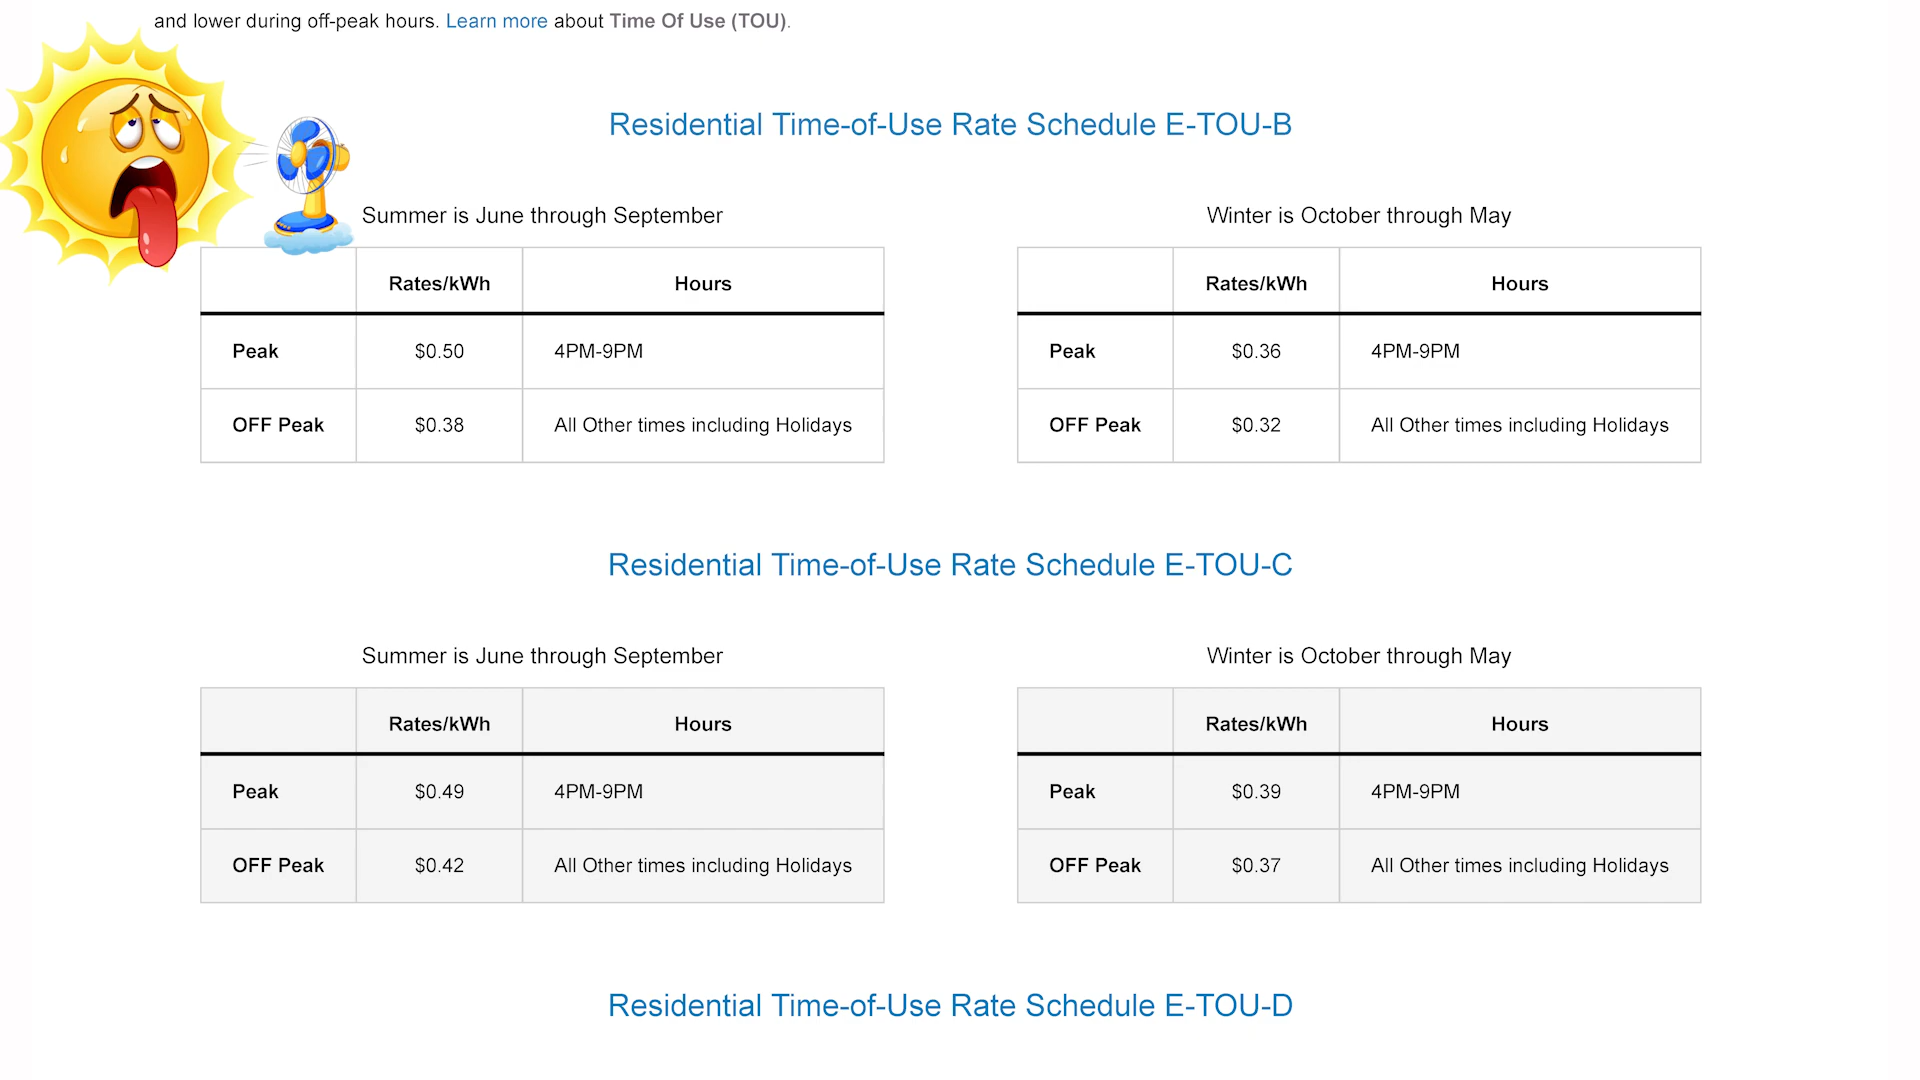 and lower during off-peak hours. Learn more about Time Of Use (TOU).
Residential Time-of-Use Rate Schedule E-TOU-B
Summer is June through September
Rates/kWh Hours
Peak $0.50 4PM-9PM
OFF Peak $0.38 All Other times including Holidays
Winter is October through May
Rates/kWh Hours
Peak $0.36 4PM-9PM
OFF Peak $0.32 All Other times including Holidays
Residential Time-of-Use Rate Schedule E-TOU-C
Summer is June through September
Rates/kWh Hours
Peak $0.49 4PM-9PM
OFF Peak $0.42 All Other times including Holidays
Winter is October through May
Rates/kWh Hours
Peak $0.39 4PM-9PM
OFF Peak $0.37 All Other times including Holidays
Residential Time-of-Use Rate Schedule E-TOU-D